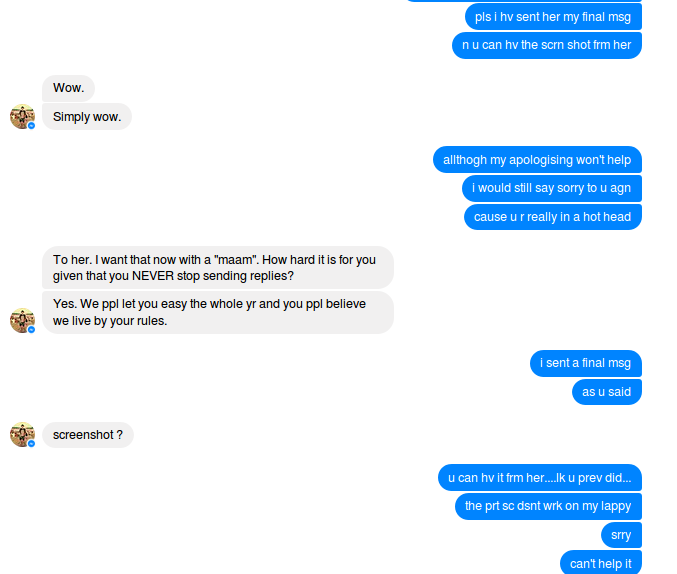 pls i hv sent her my final msg
n u can hv the scrn shot frm her
Wow.
Simply wow.
allthogh my apologising won't help
i would still say sorry to u agn
cause u r really in a hot head
To her. I want that now with a "maam". How hard it is for you
given that you NEVER stop sending replies?
Yes. We ppl let you easy the whole yr and you ppl believe
we live by your rules.
i sent a final msg
as u said
screenshot ?
u can hv it frm her....lk u prev did...
the prt sc dsnt wrk on my lappy
srry
can't help it